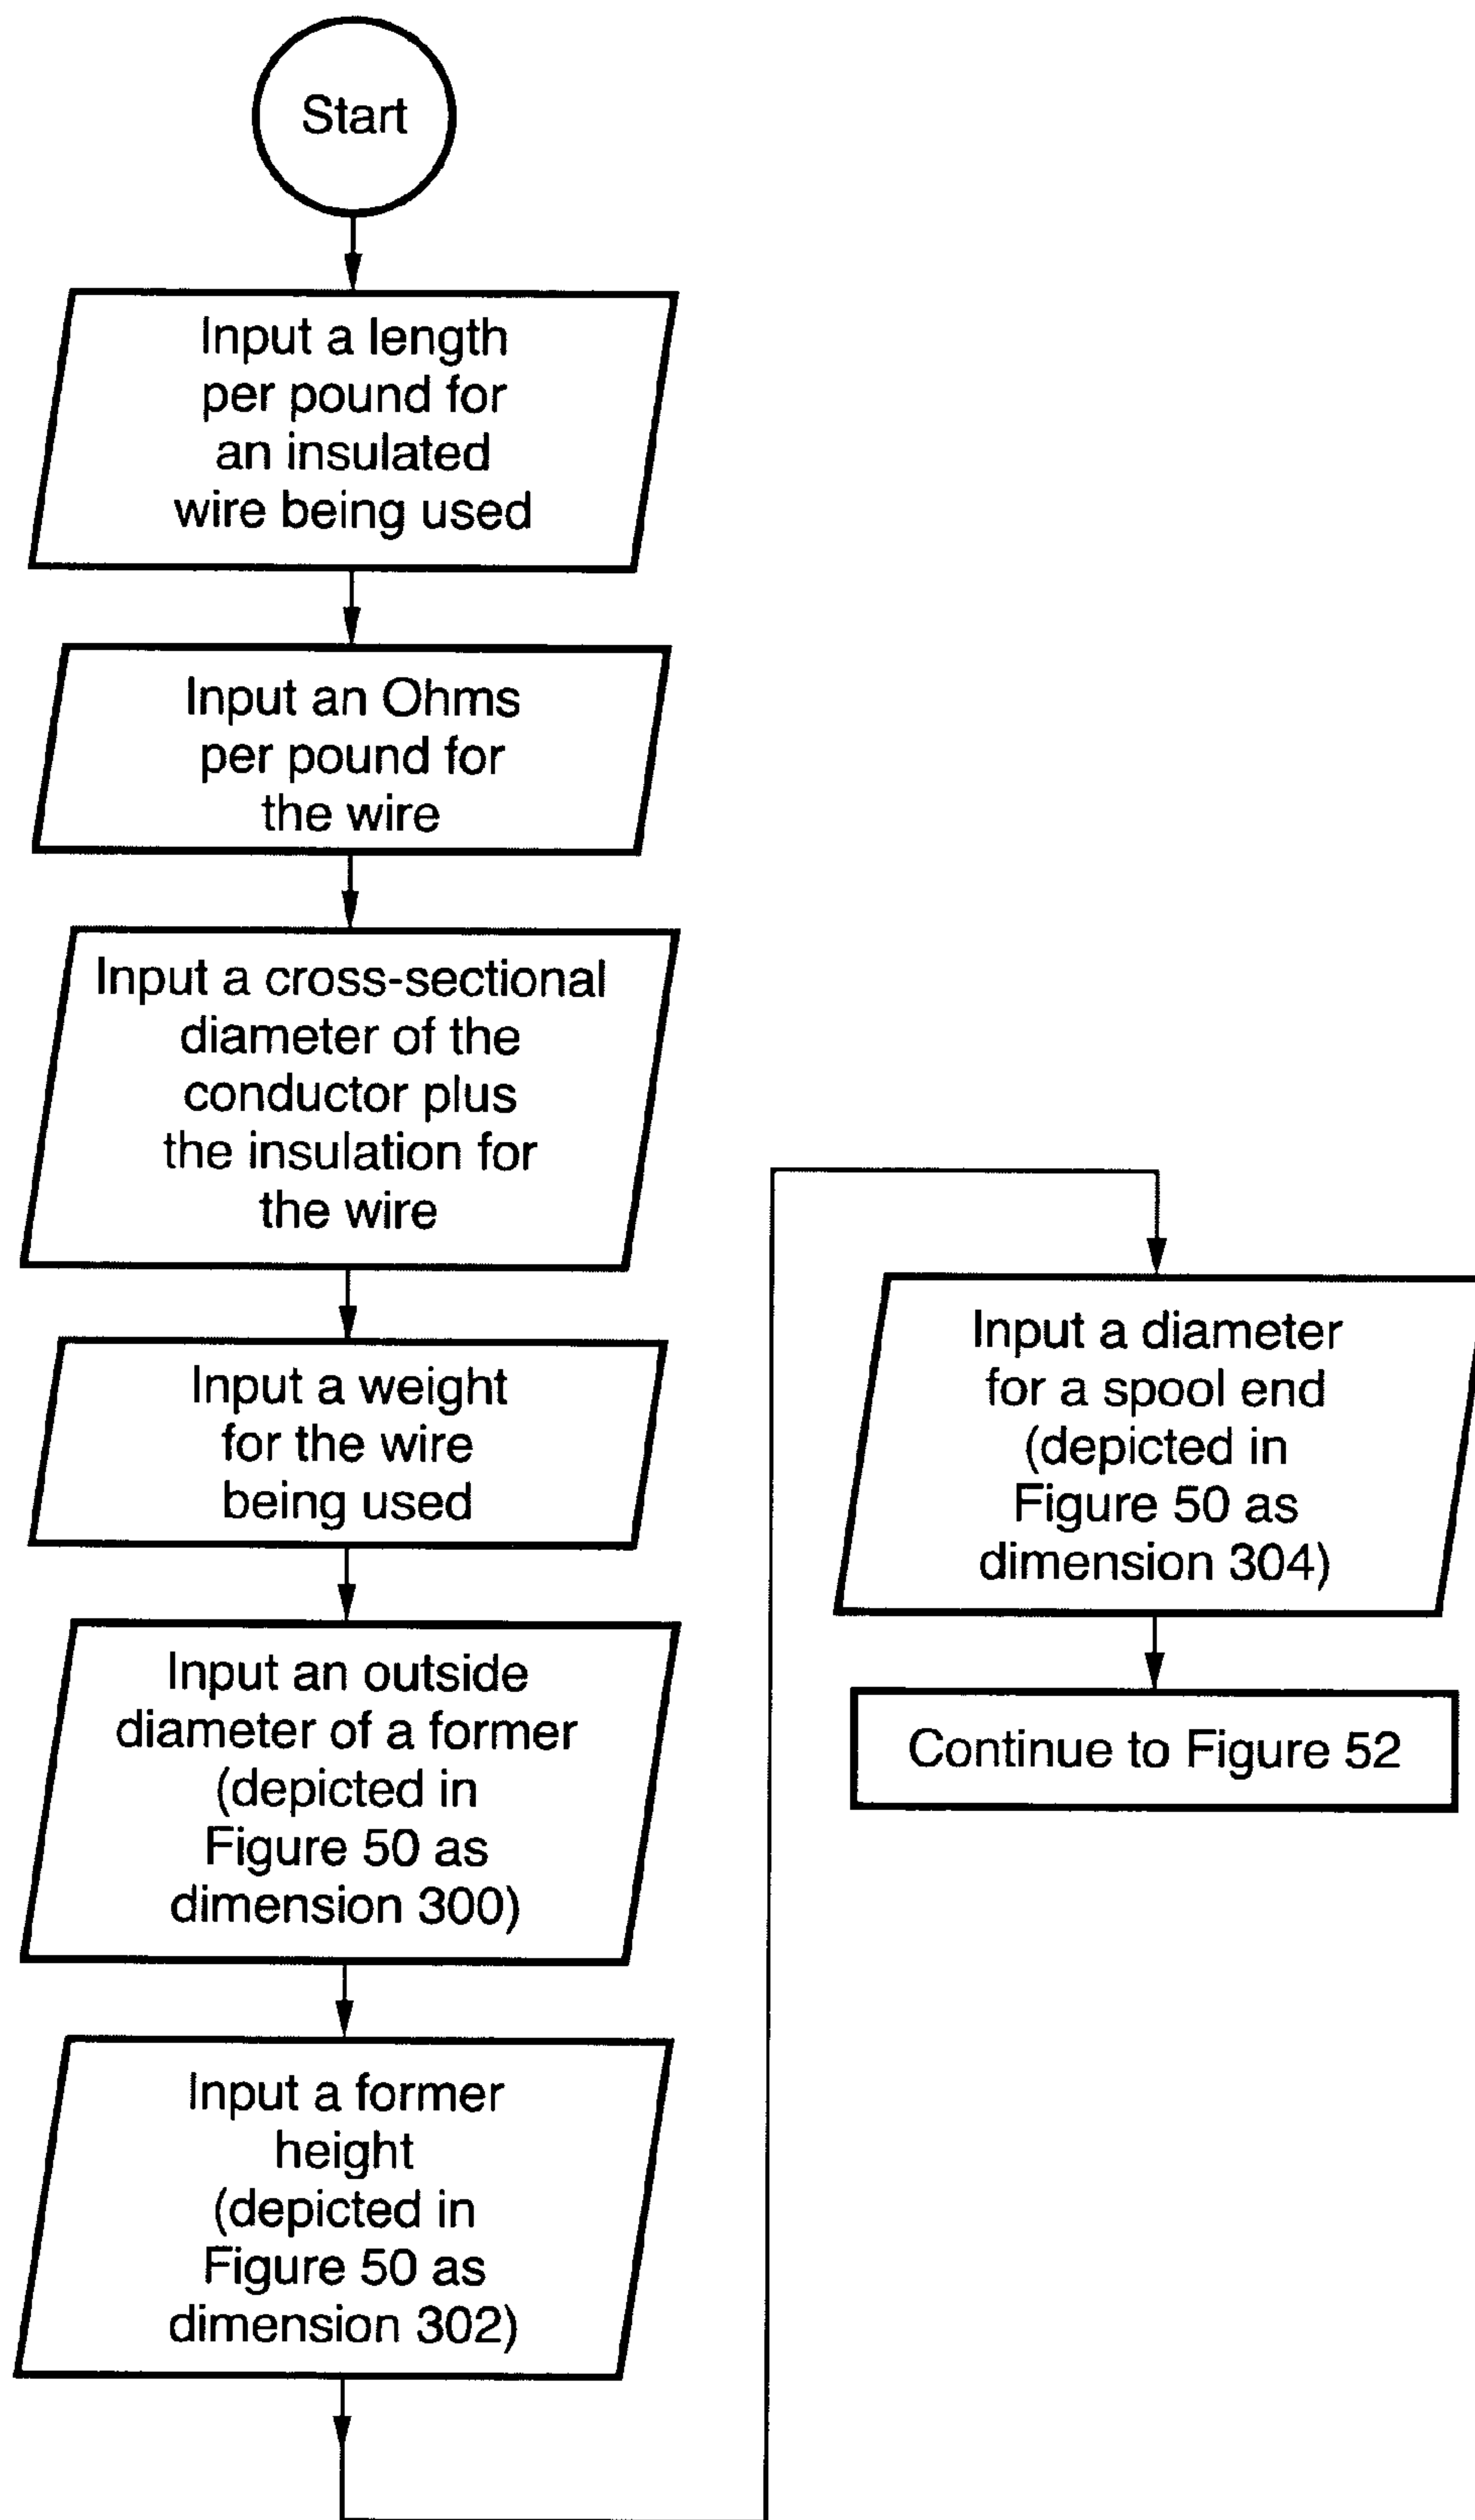 Start
Input a length
per pound for
an insulated
wire being used
Input an Ohms
per pound for
the wire
Input a cross-sectional
diameter of the
conductor plus
the insulation for
the wire
Input a weight
for the wire
being used
Input an outside
diameter of a former
(depicted in
Figure 50 as
dimension 300)
Input a former
height
(depicted in
Figure 50 as
dimension 302)
Input a diameter
for a spool end
(depicted in
Figure 50 as
dimension 304)
Continue to Figure 52